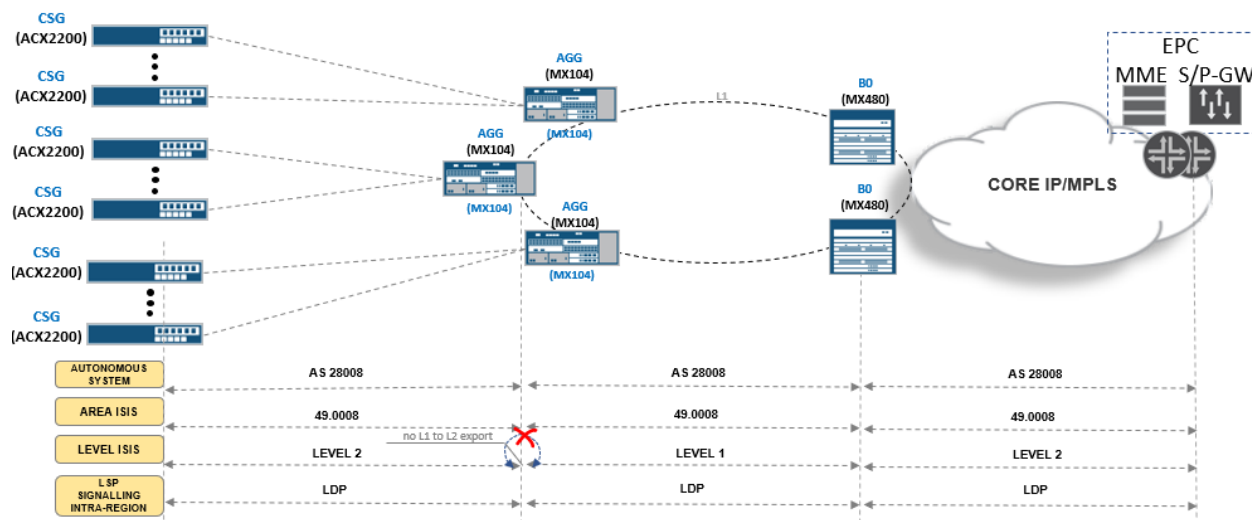 CSG
(ACX2200)
CSG
(ACX2200)
CSG
(ACX2200)
CSG
(ACX2200)
CSG
(ACX2200)
CSG
(ACX2200)
AGG
(MX104)
(MX104)
AGG
(MX104)
(MX104)
AGG
(MX104)
(MX104)
L1
B0
(MX480)
B0
(MX480)
EPC
MME S/P-GW
CORE IP/MPLS
AUTONOMOUS
SYSTEM
AS 28008
AS 28008
AS 28008
AREA ISIS
49.0008
49.0008
49.0008
no L1 to L2 export
LEVEL ISIS
LEVEL 2
LEVEL 1
LEVEL 2
LSP
SIGNALLING
INTRA-REGION
LDP
LDP
LDP